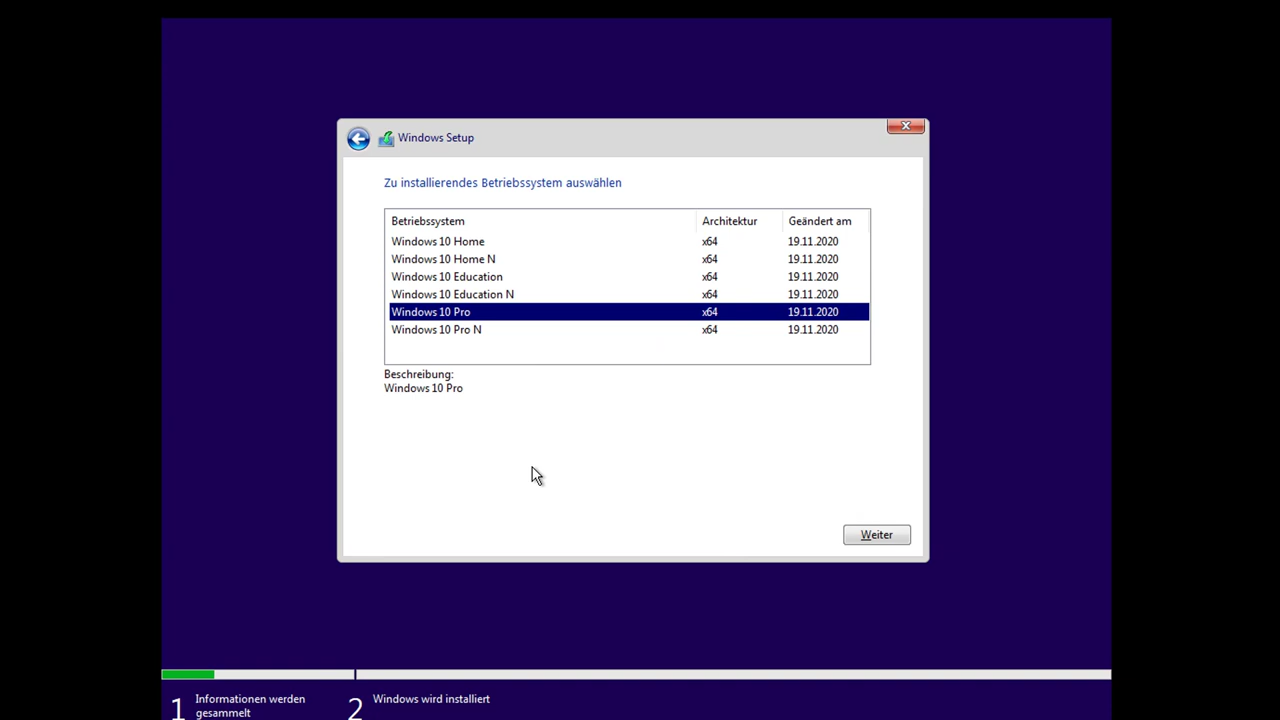 Windows Setup
Zu installierendes Betriebssystem auswählen
Betriebssystem Architektur Geändert am
Windows 10 Home x64 19.11.2020
Windows 10 Home N x64 19.11.2020
Windows 10 Education x64 19.11.2020
Windows 10 Education N x64 19.11.2020
Windows 10 Pro x64 19.11.2020
Windows 10 Pro N x64 19.11.2020
Beschreibung:
Windows 10 Pro
Weiter
1 Informationen werden
gesammelt
2 Windows wird installiert